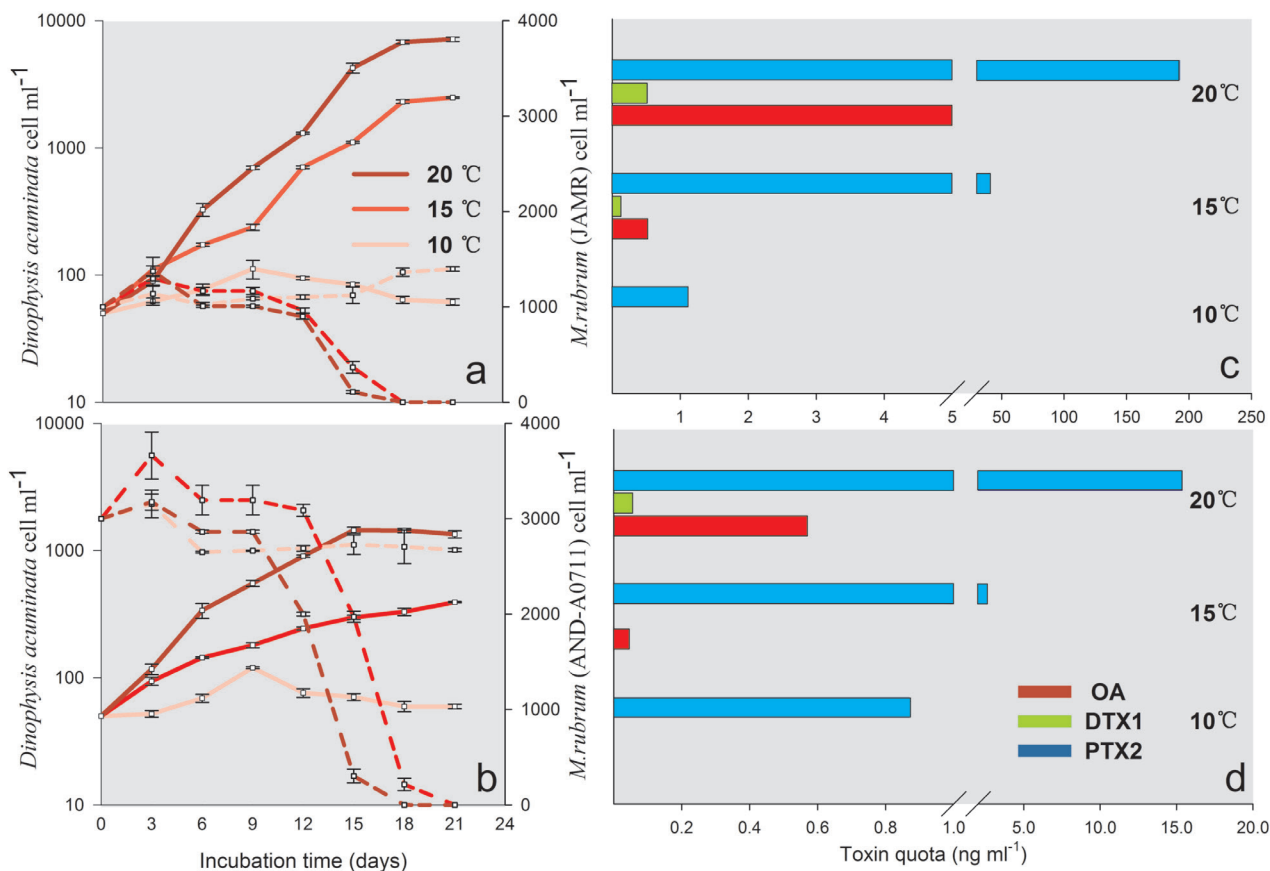 10000
1000
100
10
Dinophysis acuminata cell ml-1
4000
3000
2000
1000
0
M.rubrum (JAMR) cell ml-1
20 ℃
15 ℃
10 ℃
a
20℃
15℃
10℃
c
1 2 3 4 5 50 100 150 200 250
10000
1000
100
10
Dinophysis acuminata cell ml-1
4000
3000
2000
1000
0
M.rubrum (AND-A0711) cell ml-1
b
0 3 6 9 12 15 18 21 24
Incubation time (days)
20℃
15℃
10℃
OA
DTX1
PTX2
d
0.2 0.4 0.6 0.8 1.0 5.0 10.0 15.0 20.0
Toxin quota (ng ml-1)